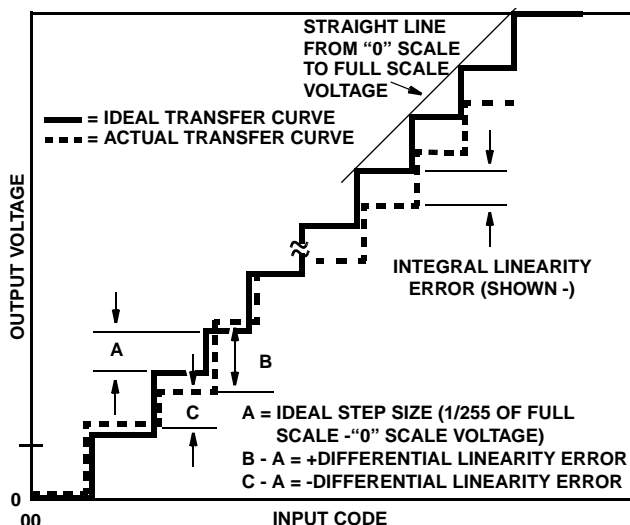 STRAIGHT LINE
FROM “0” SCALE
TO FULL SCALE
VOLTAGE
= IDEAL TRANSFER CURVE
= ACTUAL TRANSFER CURVE
OUTPUT VOLTAGE
INTEGRAL LINEARITY
ERROR (SHOWN -)
A
B
C
A = IDEAL STEP SIZE (1/255 OF FULL
SCALE -“0” SCALE VOLTAGE)
B - A = +DIFFERENTIAL LINEARITY ERROR
C - A = -DIFFERENTIAL LINEARITY ERROR
0
00
INPUT CODE